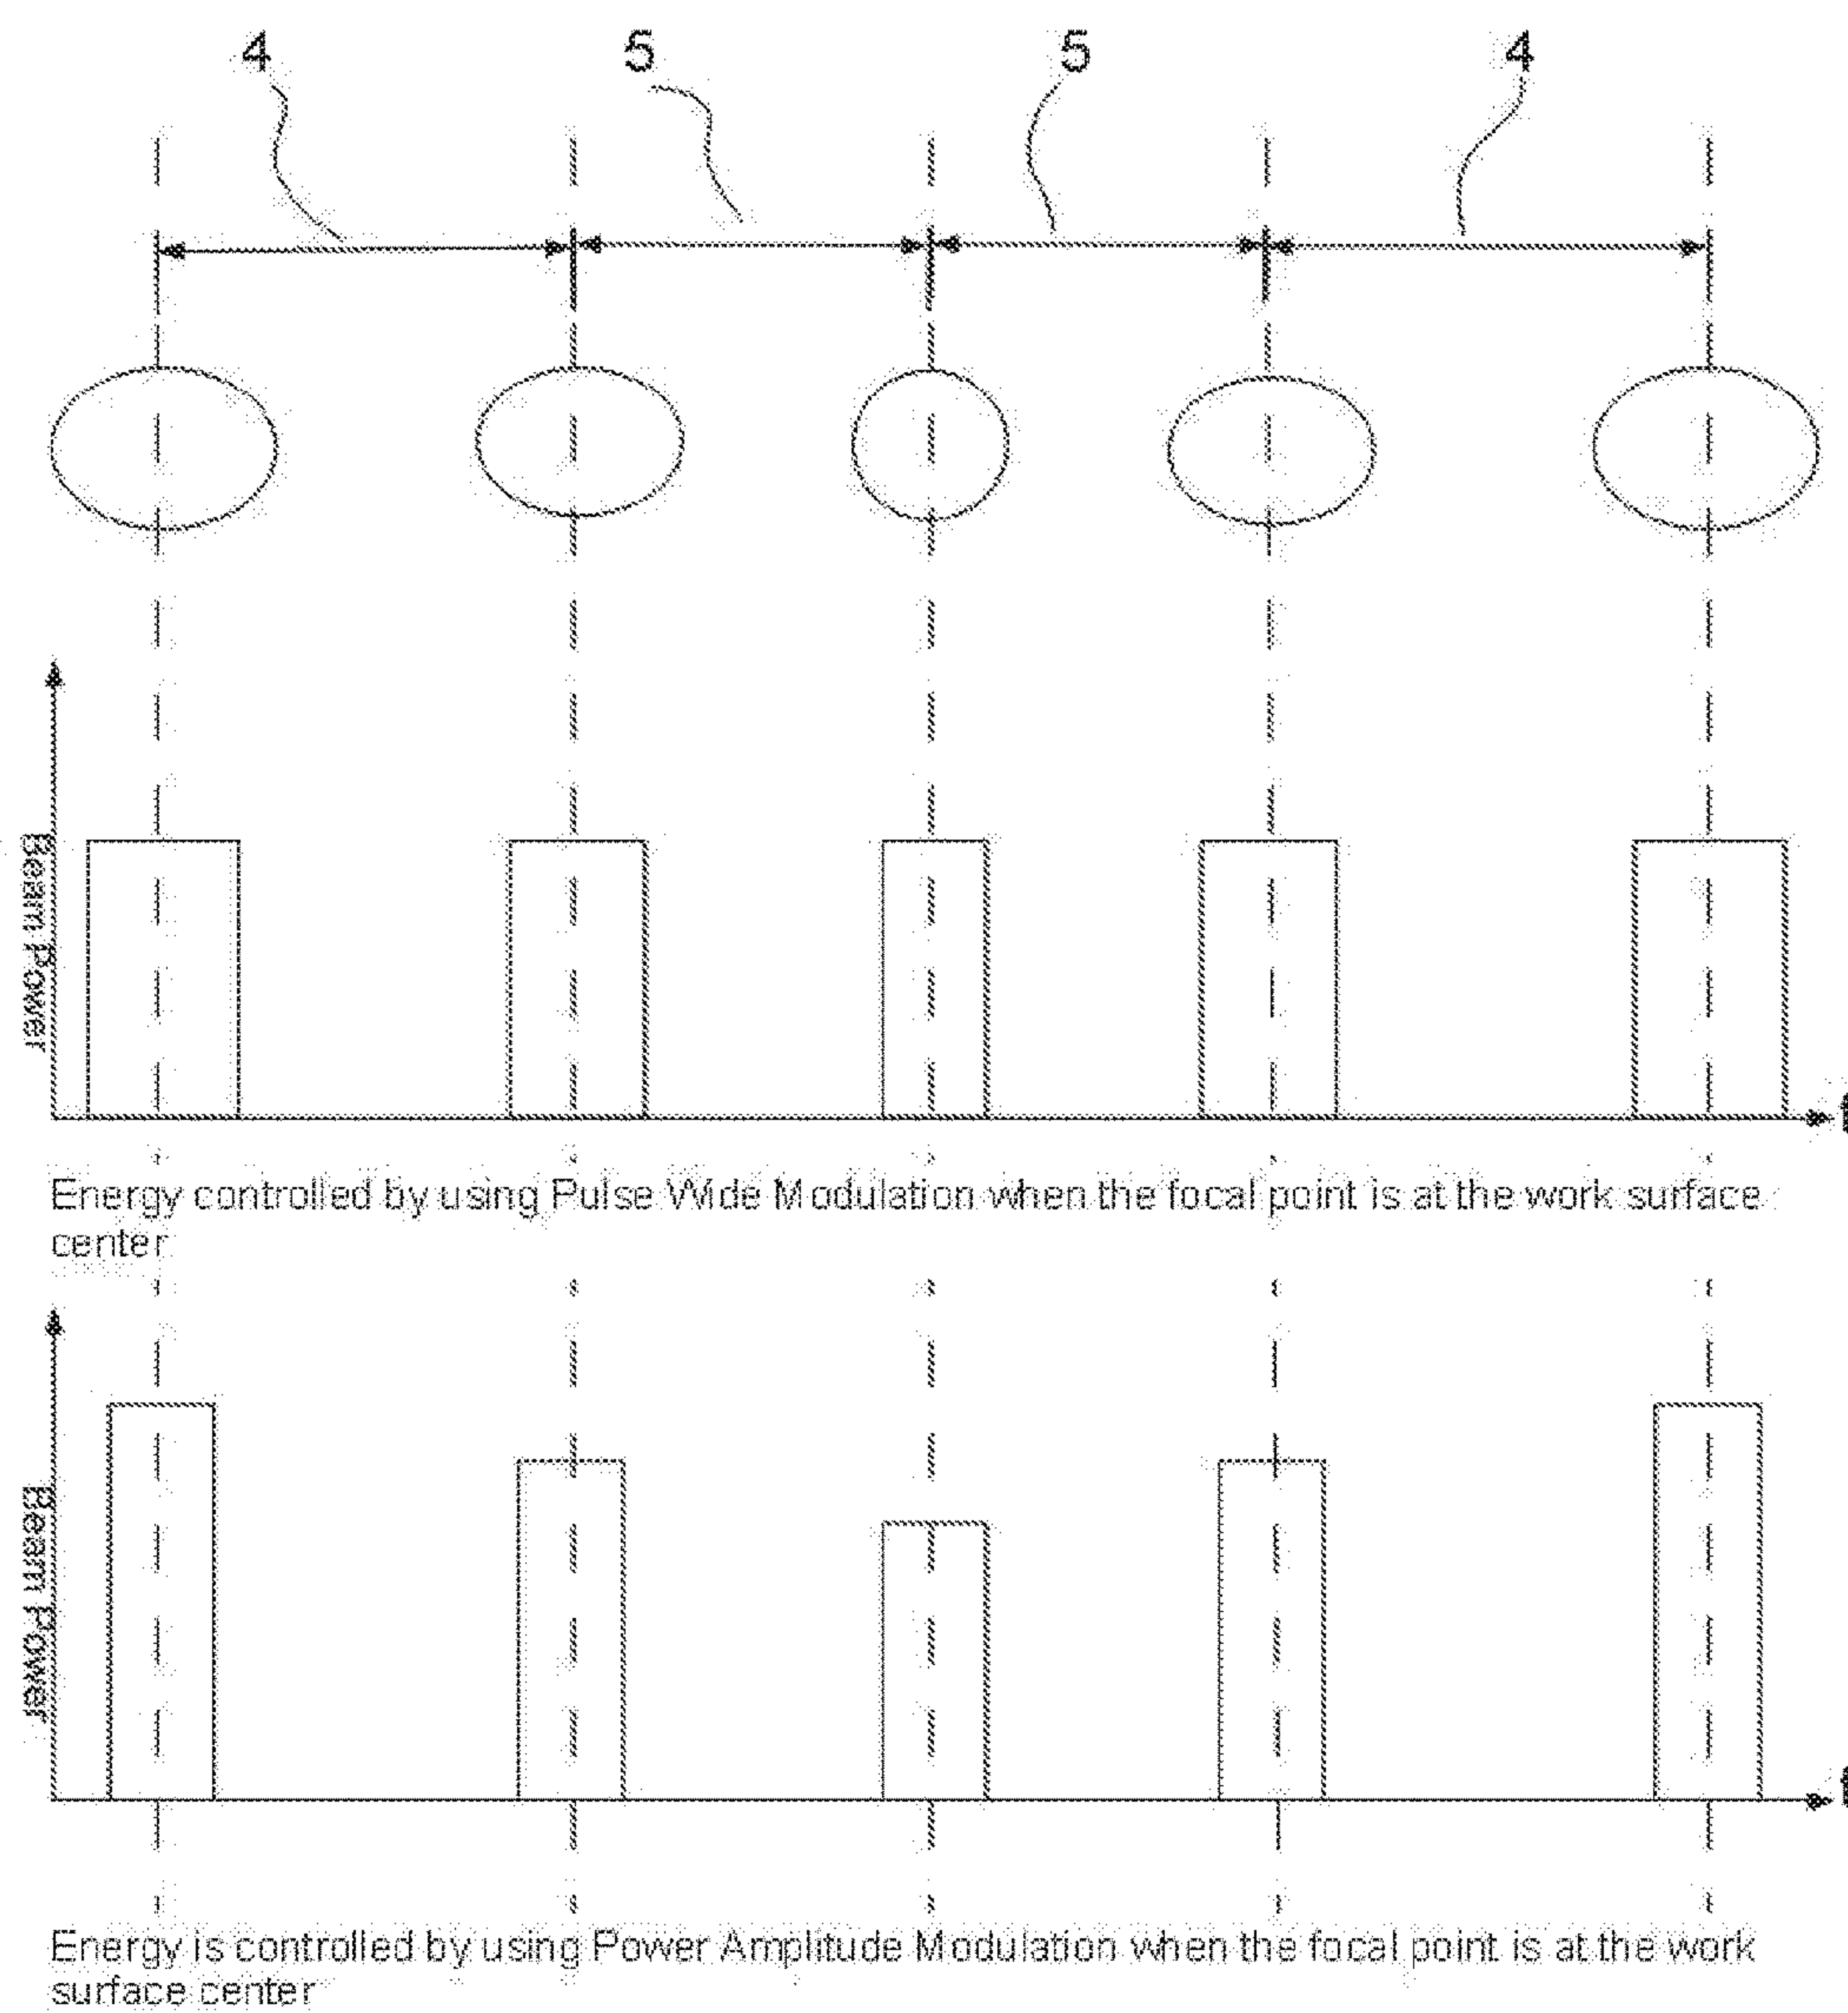 4 5 5 4
Beam Power
t
Energy controlled by using Pulse Wide Modulation when the focal point is at the work surface
center
Beam Power
t
Energy is controlled by using Power Amplitude Modulation when the focal point is at the work
surface center